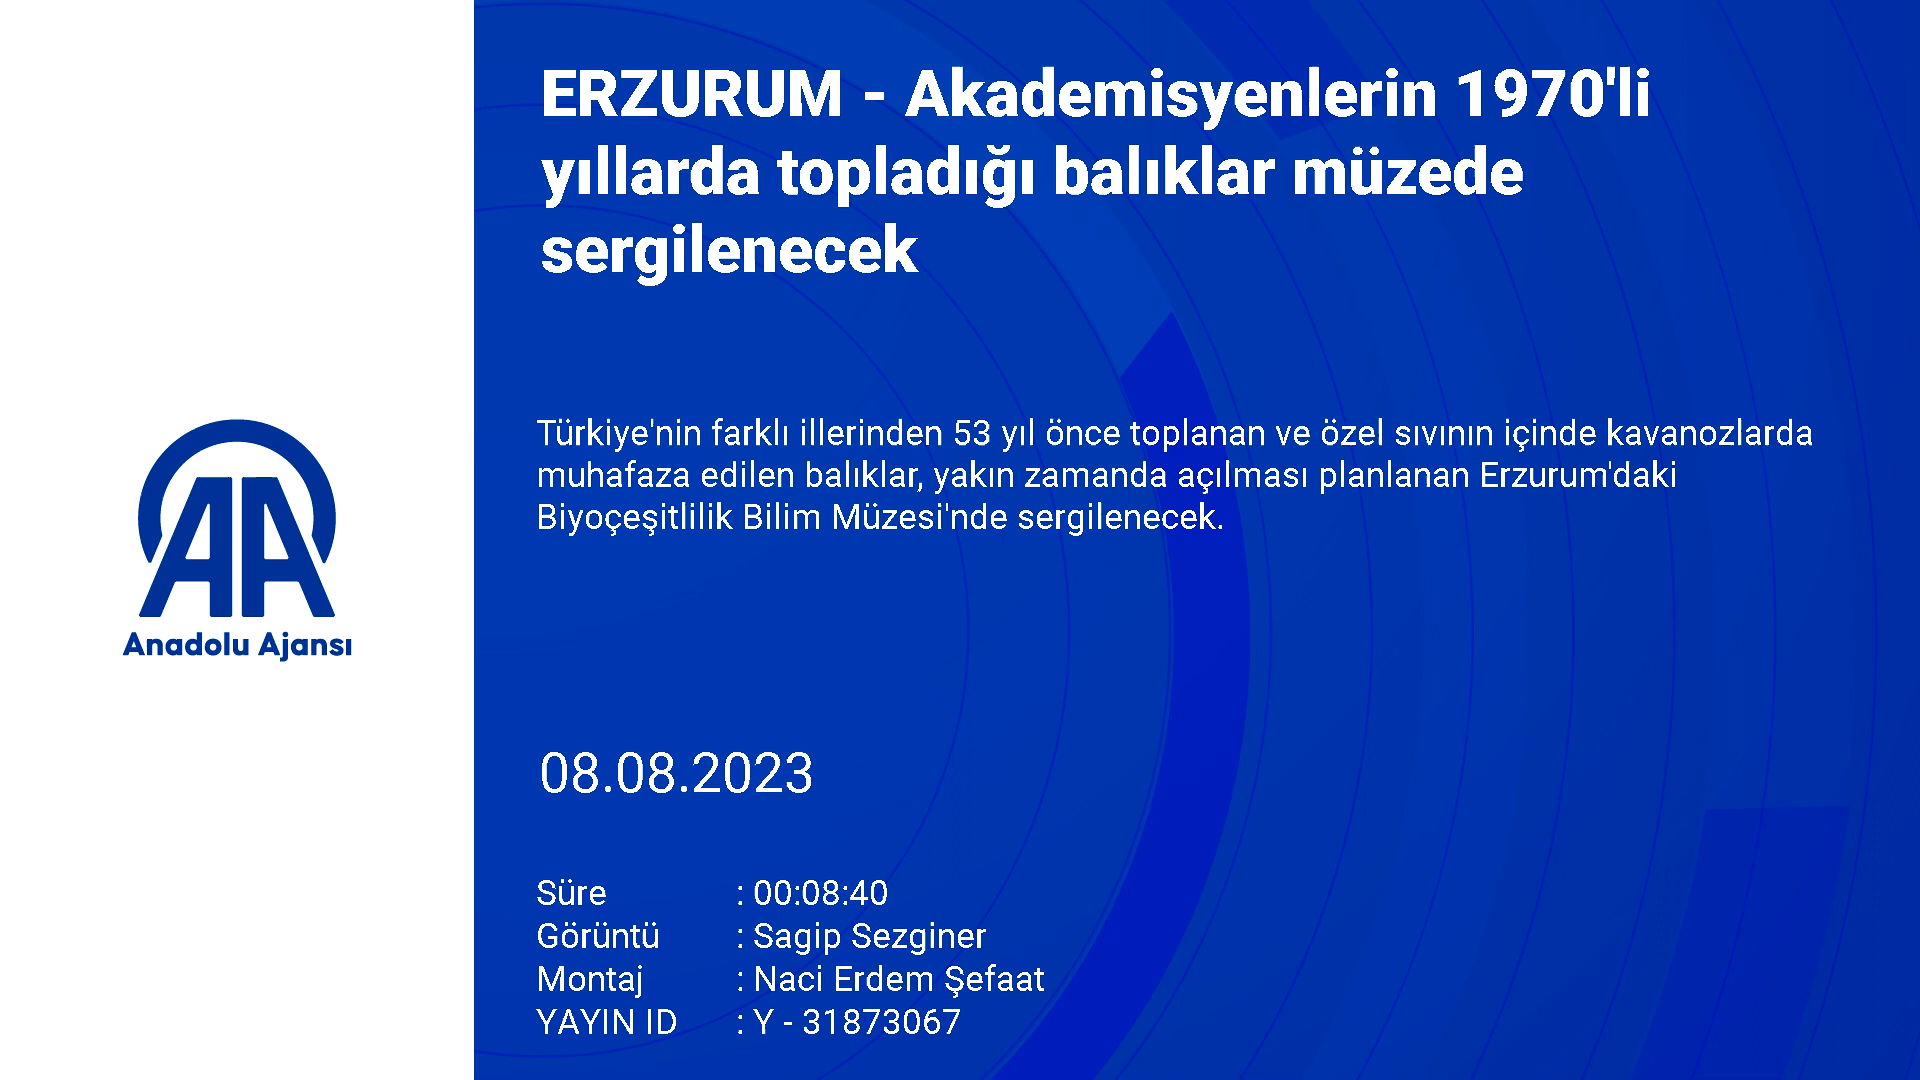 ERZURUM - Akademisyenlerin 1970'li
yıllarda topladığı balıklar müzede
sergilenecek
Türkiye'nin farklı illerinden 53 yıl önce toplanan ve özel sıvının içinde kavanozlarda
muhafaza edilen balıklar, yakın zamanda açılması planlanan Erzurum'daki
Biyoçeşitlilik Bilim Müzesi'nde sergilenecek.
AA
Anadolu Ajansı
08.08.2023
Süre : 00:08:40
Görüntü : Sagip Sezginer
Montaj : Naci Erdem Şefaat
YAYIN ID : Y - 31873067